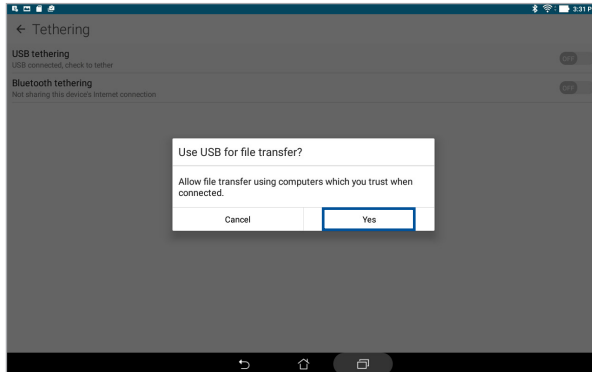 3:31 P
Tethering
USB tethering
USB connected, check to tether
OFF
Bluetooth tethering
Not sharing this device's Internet connection
OFF
Use USB for file transfer?
Allow file transfer using computers which you trust when
connected.
Cancel
Yes